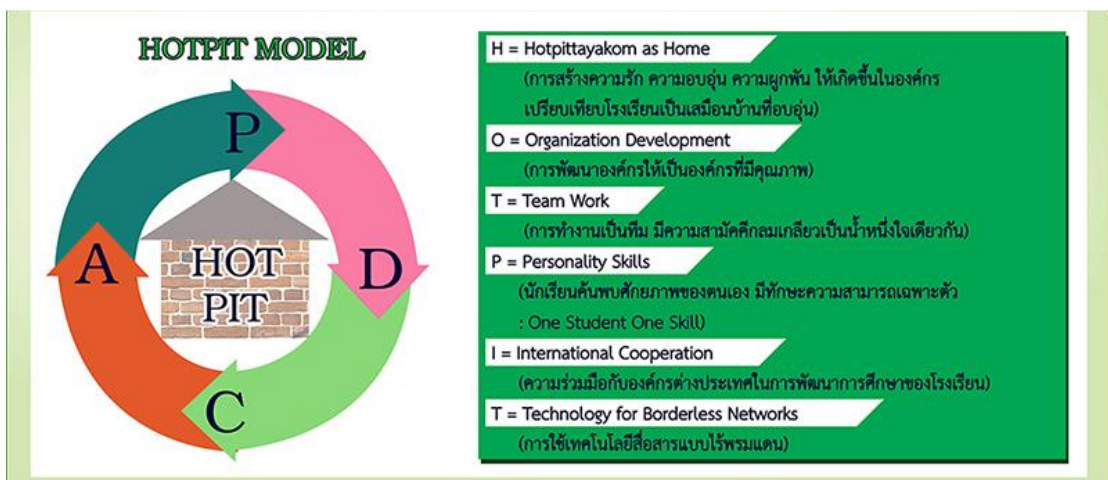 HOTPIT MODEL
P
A
HOT
PIT
D
C
H = Hotpittayakom as Home
(การสร้างความรัก ความอบอุ่น ความผูกพัน ให้เกิดขึ้นในองค์กร
เปรียบเทียบโรงเรียนเป็นเสมือนบ้านที่อบอุ่น)
O = Organization Development
(การพัฒนาองค์กรให้เป็นองค์กรที่มีคุณภาพ)
T = Team Work
(การทำงานเป็นทีม มีความสามัคคีกลมเกลียวเป็นน้ำหนึ่งใจเดียวกัน)
P = Personality Skills
(นักเรียนค้นพบศักยภาพของตนเอง มีทักษะความสามารถเฉพาะตัว
: One Student One Skill)
I = International Cooperation
(ความร่วมมือกับองค์กรต่างประเทศในการพัฒนาการศึกษาของโรงเรียน)
T = Technology for Borderless Networks
(การใช้เทคโนโลยีสื่อสารแบบไร้พรมแดน)